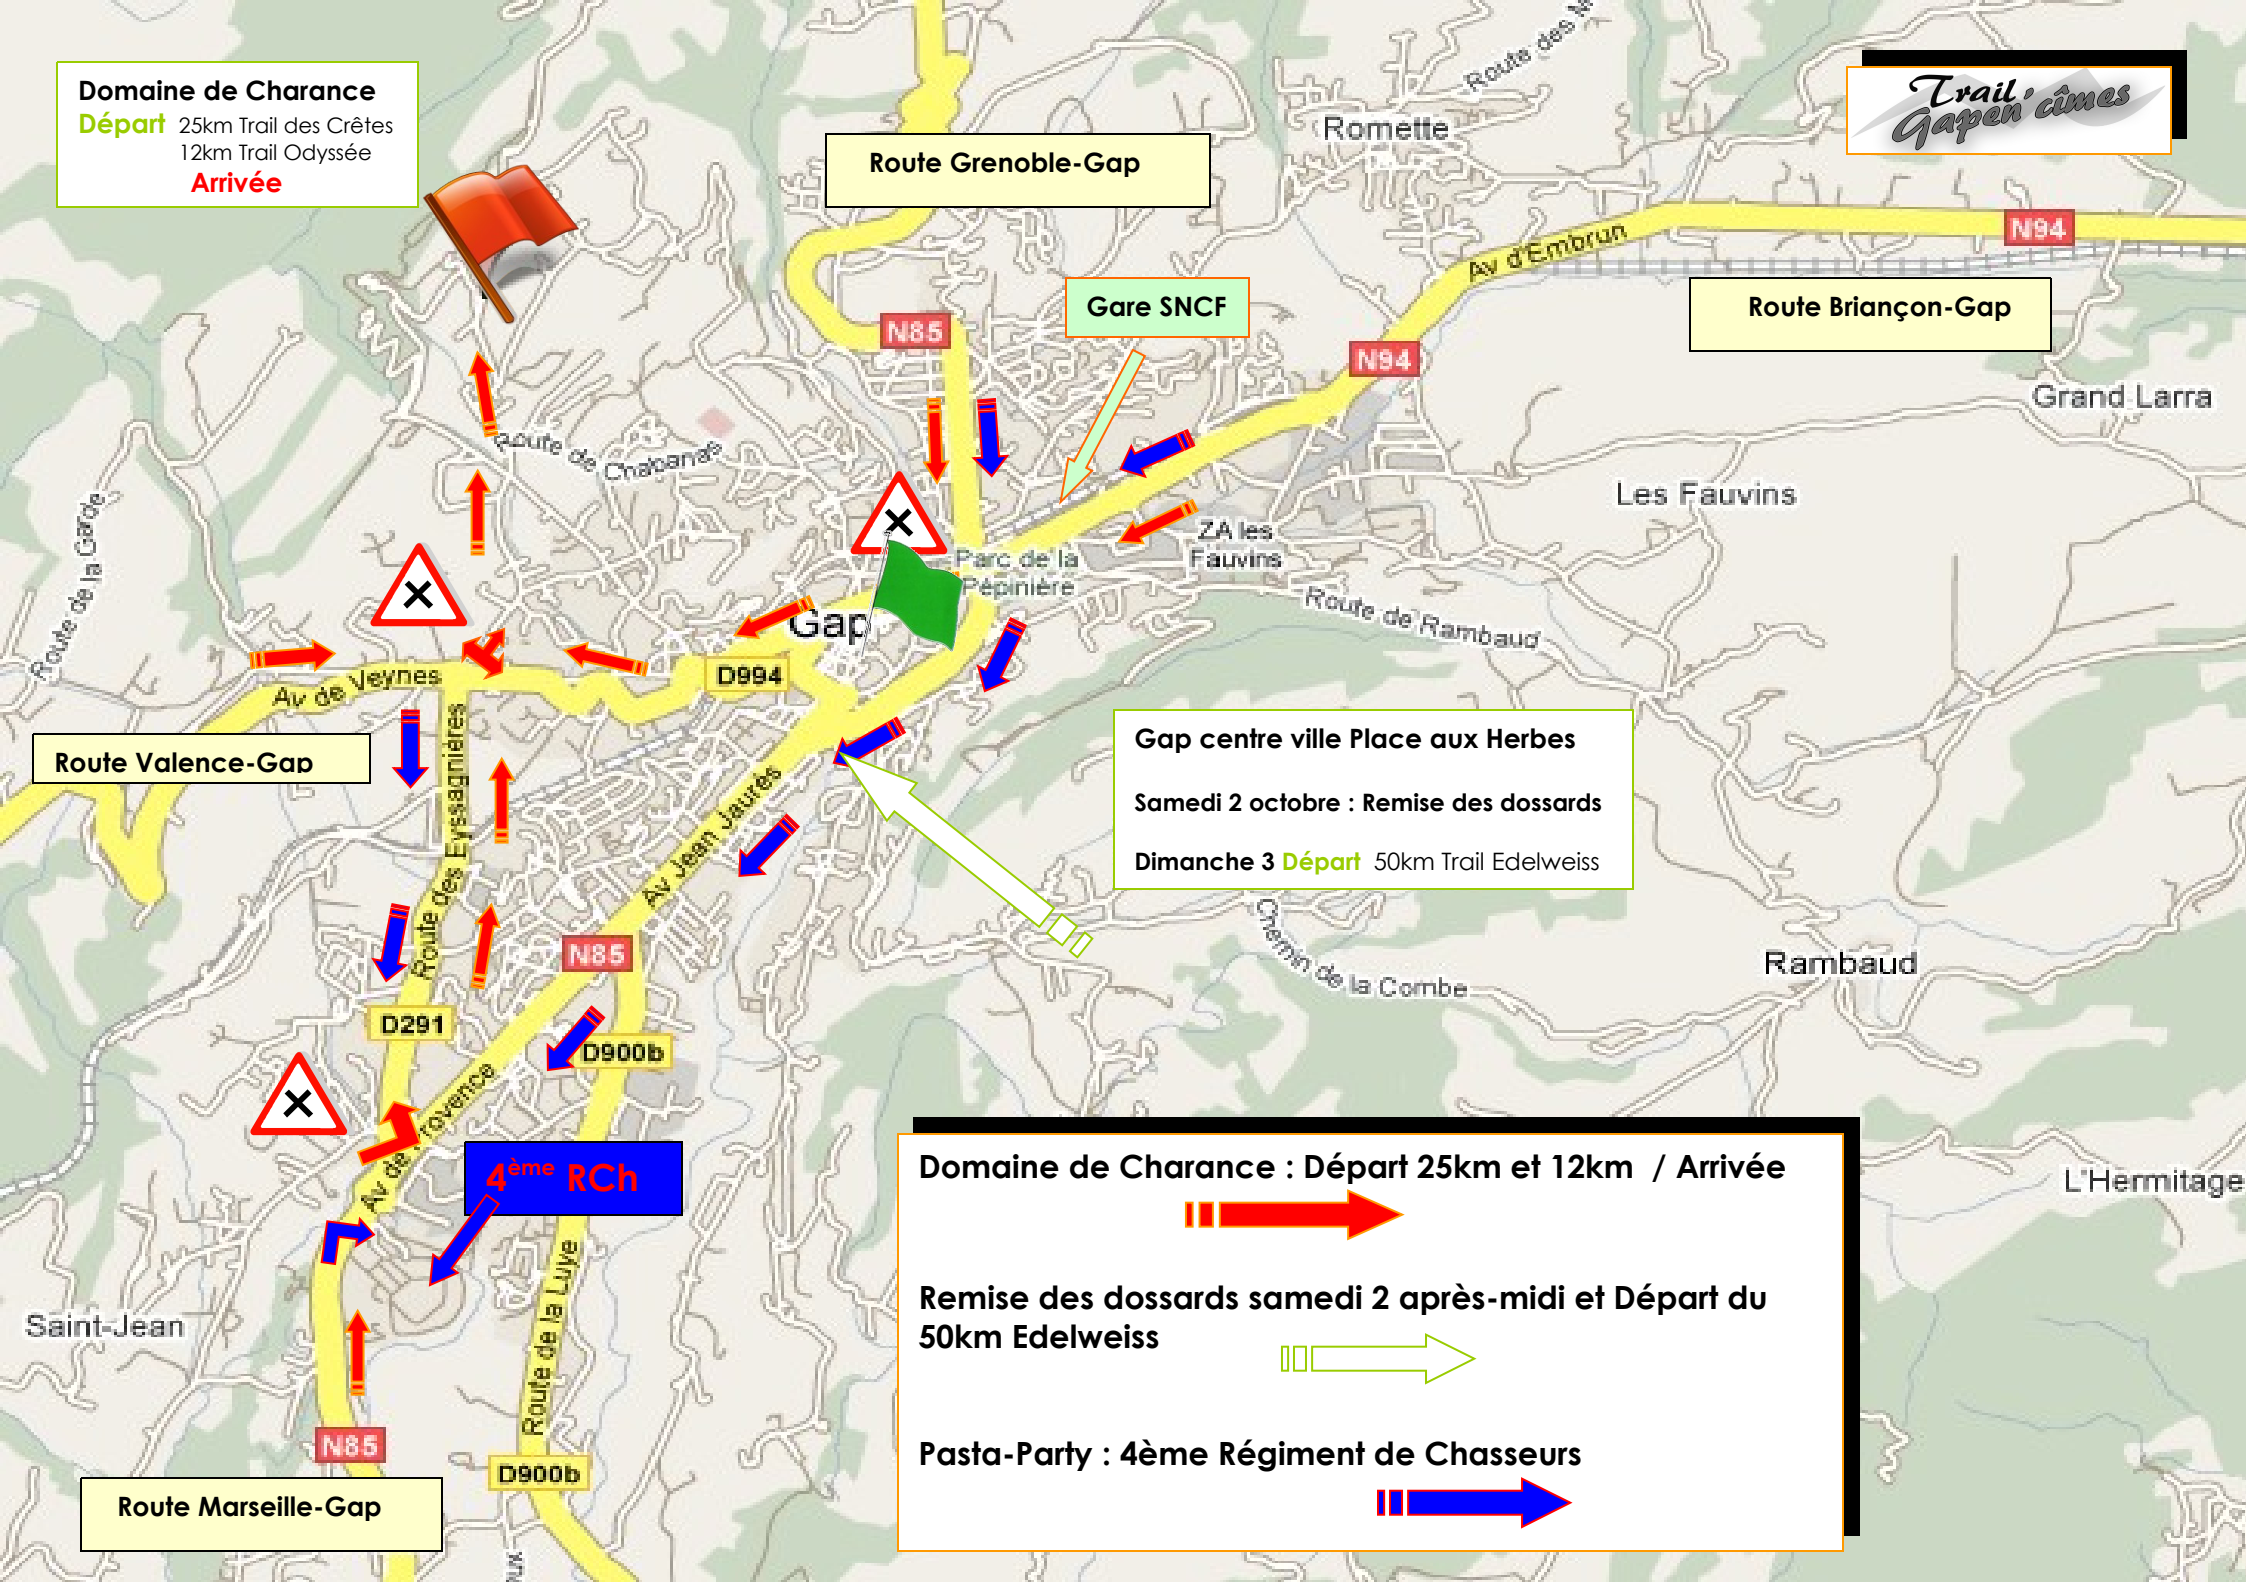 Domaine de Charance
Départ 25km Trail des Crêtes
12km Trail Odyssée
Arrivée
Route Grenoble-Gap
Trail
Gapen'cîmes
Route des M
Romette
N94
Av d'Embrun
Gare SNCF
Route Briançon-Gap
N85
N94
Grand Larra
Route de Chabanas
Les Fauvins
Route de la Garde
ZA les
Fauvins
Parc de la
Pépinière
Route de Rambaud
Gap
D994
Av de Veynes
Route Valence-Gap
Gap centre ville Place aux Herbes
Samedi 2 octobre : Remise des dossards
Dimanche 3 Départ 50km Trail Edelweiss
Route des Eyssagnières
Av Jean Jaurès
N85
Chemin de la Combe
Rambaud
D291
D900b
Av de Provence
4ème RCh
Domaine de Charance : Départ 25km et 12km / Arrivée
L'Hermitage
Remise des dossards samedi 2 après-midi et Départ du
50km Edelweiss
Saint-Jean
Route de la Luye
Pasta-Party : 4ème Régiment de Chasseurs
N85
D900b
Route Marseille-Gap